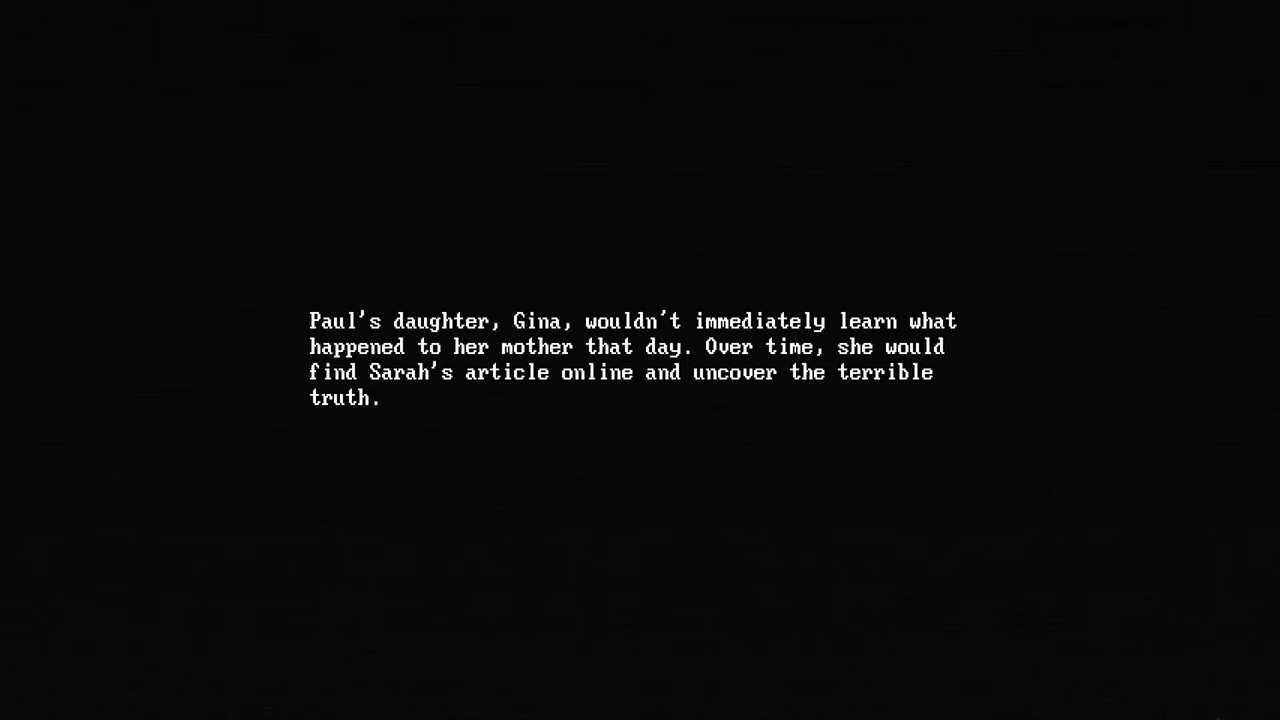 Paul's daughter, Gina, wouldn't immediately learn what
happened to her mother that day. Over time, she would
find Sarah's article online and uncover the terrible
truth.